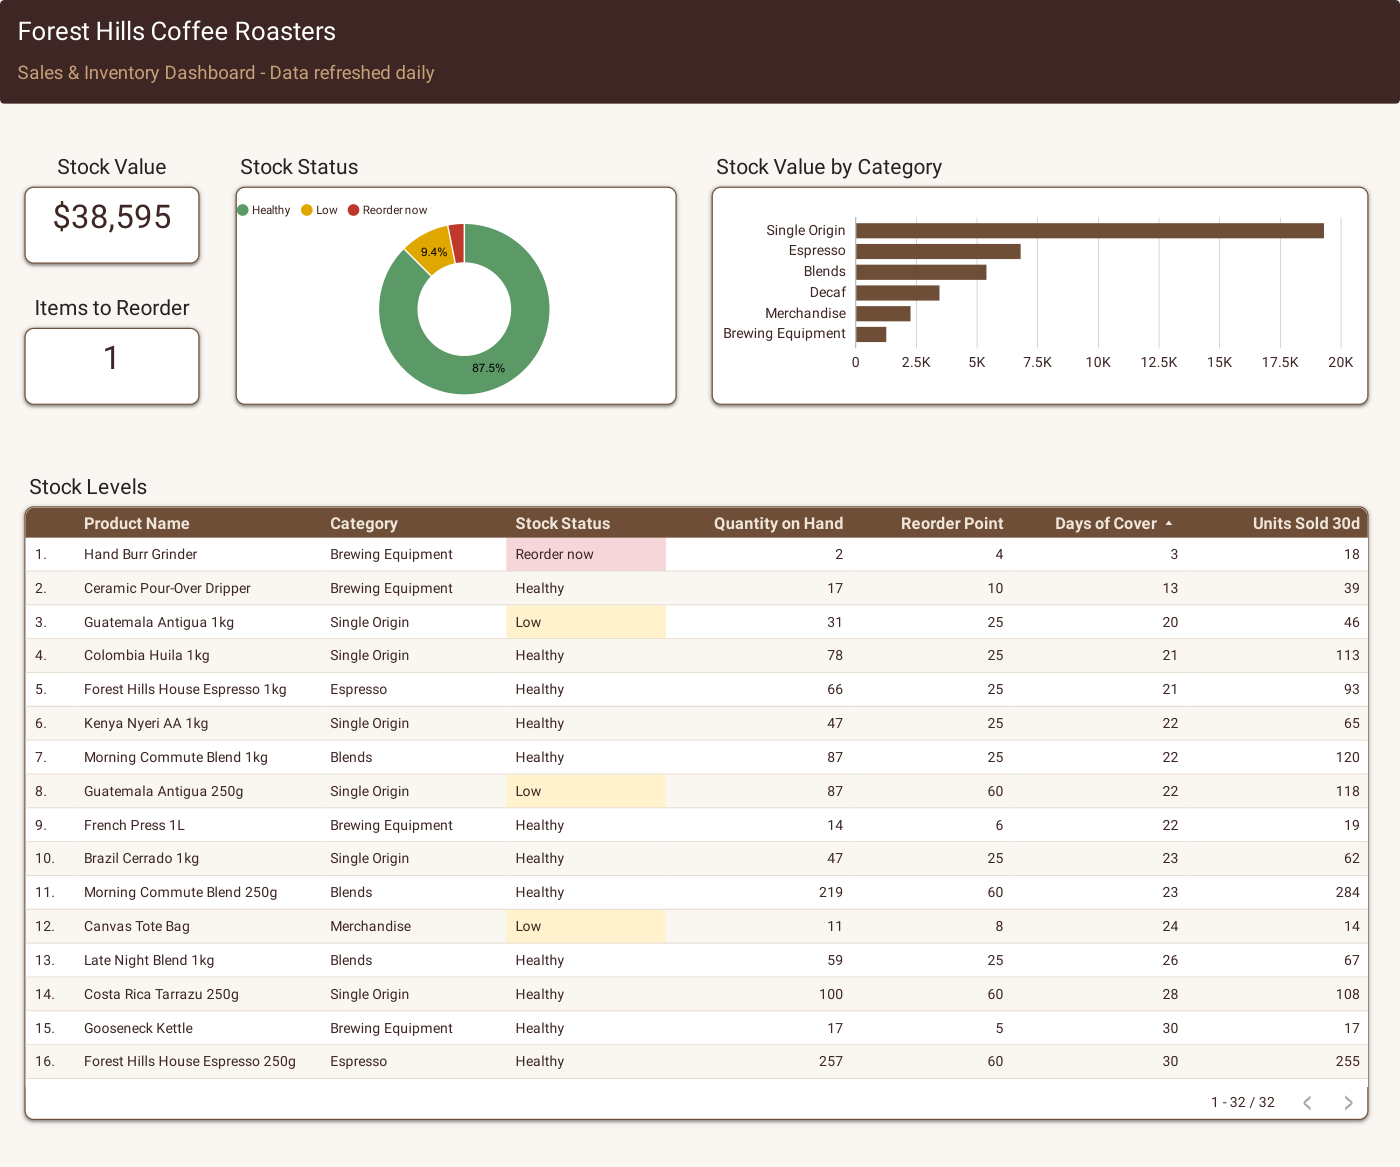 Forest Hills Coffee Roasters
Sales & Inventory Dashboard - Data refreshed daily
Stock Value
$38,595
Items to Reorder
1
Stock Status
Healthy Low Reorder now
9.4%
87.5%
Stock Value by Category
Single Origin
Espresso
Blends
Decaf
Merchandise
Brewing Equipment
0 2.5K 5K 7.5K 10K 12.5K 15K 17.5K 20K
Stock Levels
Product Name Category Stock Status Quantity on Hand Reorder Point Days of Cover Units Sold 30d
1. Hand Burr Grinder Brewing Equipment Reorder now 2 4 3 18
2. Ceramic Pour-Over Dripper Brewing Equipment Healthy 17 10 13 39
3. Guatemala Antigua 1kg Single Origin Low 31 25 20 46
4. Colombia Huila 1kg Single Origin Healthy 78 25 21 113
5. Forest Hills House Espresso 1kg Espresso Healthy 66 25 21 93
6. Kenya Nyeri AA 1kg Single Origin Healthy 47 25 22 65
7. Morning Commute Blend 1kg Blends Healthy 87 25 22 120
8. Guatemala Antigua 250g Single Origin Low 87 60 22 118
9. French Press 1L Brewing Equipment Healthy 14 6 22 19
10. Brazil Cerrado 1kg Single Origin Healthy 47 25 23 62
11. Morning Commute Blend 250g Blends Healthy 219 60 23 284
12. Canvas Tote Bag Merchandise Low 11 8 24 14
13. Late Night Blend 1kg Blends Healthy 59 25 26 67
14. Costa Rica Tarrazu 250g Single Origin Healthy 100 60 28 108
15. Gooseneck Kettle Brewing Equipment Healthy 17 5 30 17
16. Forest Hills House Espresso 250g Espresso Healthy 257 60 30 255
1 - 32 / 32